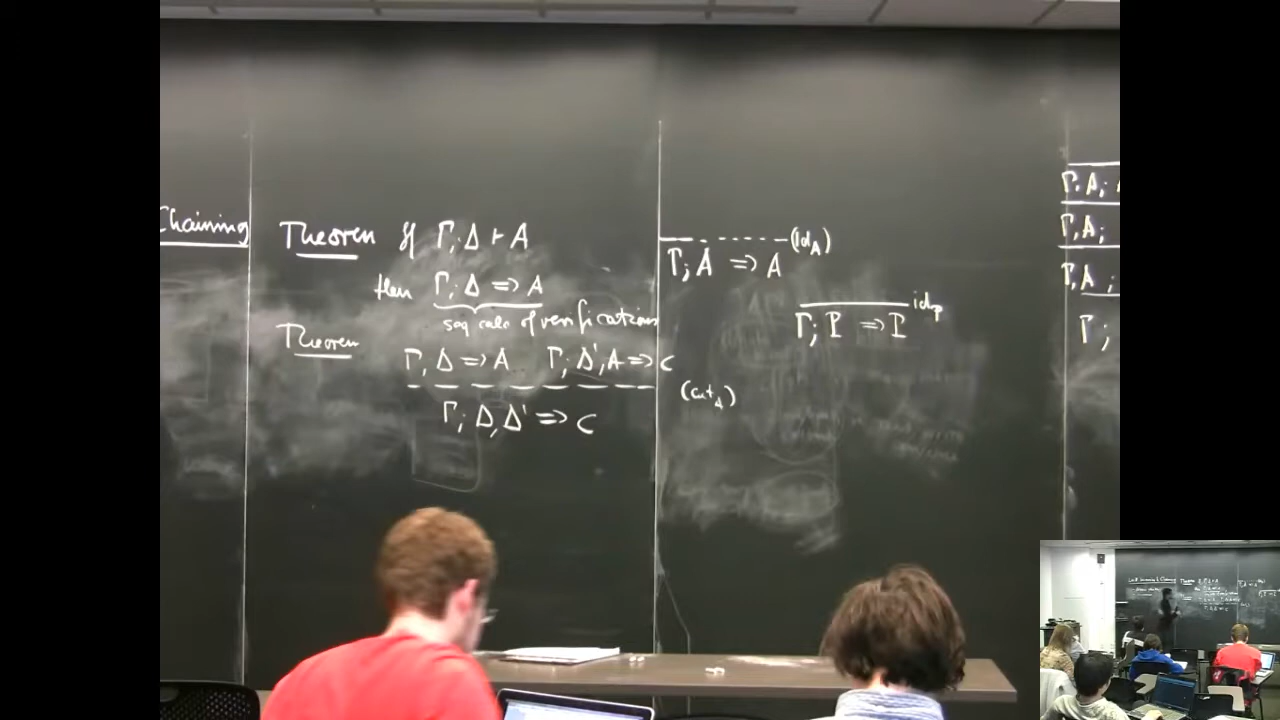 Chaining
Theorem If Γ; Δ ⊢ A
then Γ; Δ => A
seq calc of verifications
Theorem
Γ, Δ => A Γ; Δ', A => C
(cut_A)
Γ; Δ, Δ' => C
(Id_A)
Γ; A => A
id_P
Γ; P => P
Γ, A;
Γ, A;
Γ, A ;
Γ ;